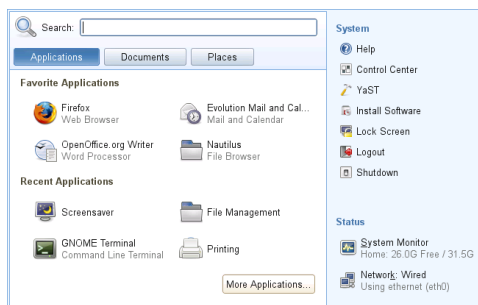 Search:
Applications
Documents
Places
Favorite Applications
Firefox
Web Browser
Evolution Mail and Cal...
Mail and Calendar
OpenOffice.org Writer
Word Processor
Nautilus
File Browser
Recent Applications
Screensaver
File Management
GNOME Terminal
Command Line Terminal
Printing
More Applications...
System
Help
Control Center
YaST
Install Software
Lock Screen
Logout
Shutdown
Status
System Monitor
Home: 26.0G Free / 31.5G
Network: Wired
Using ethernet (eth0)